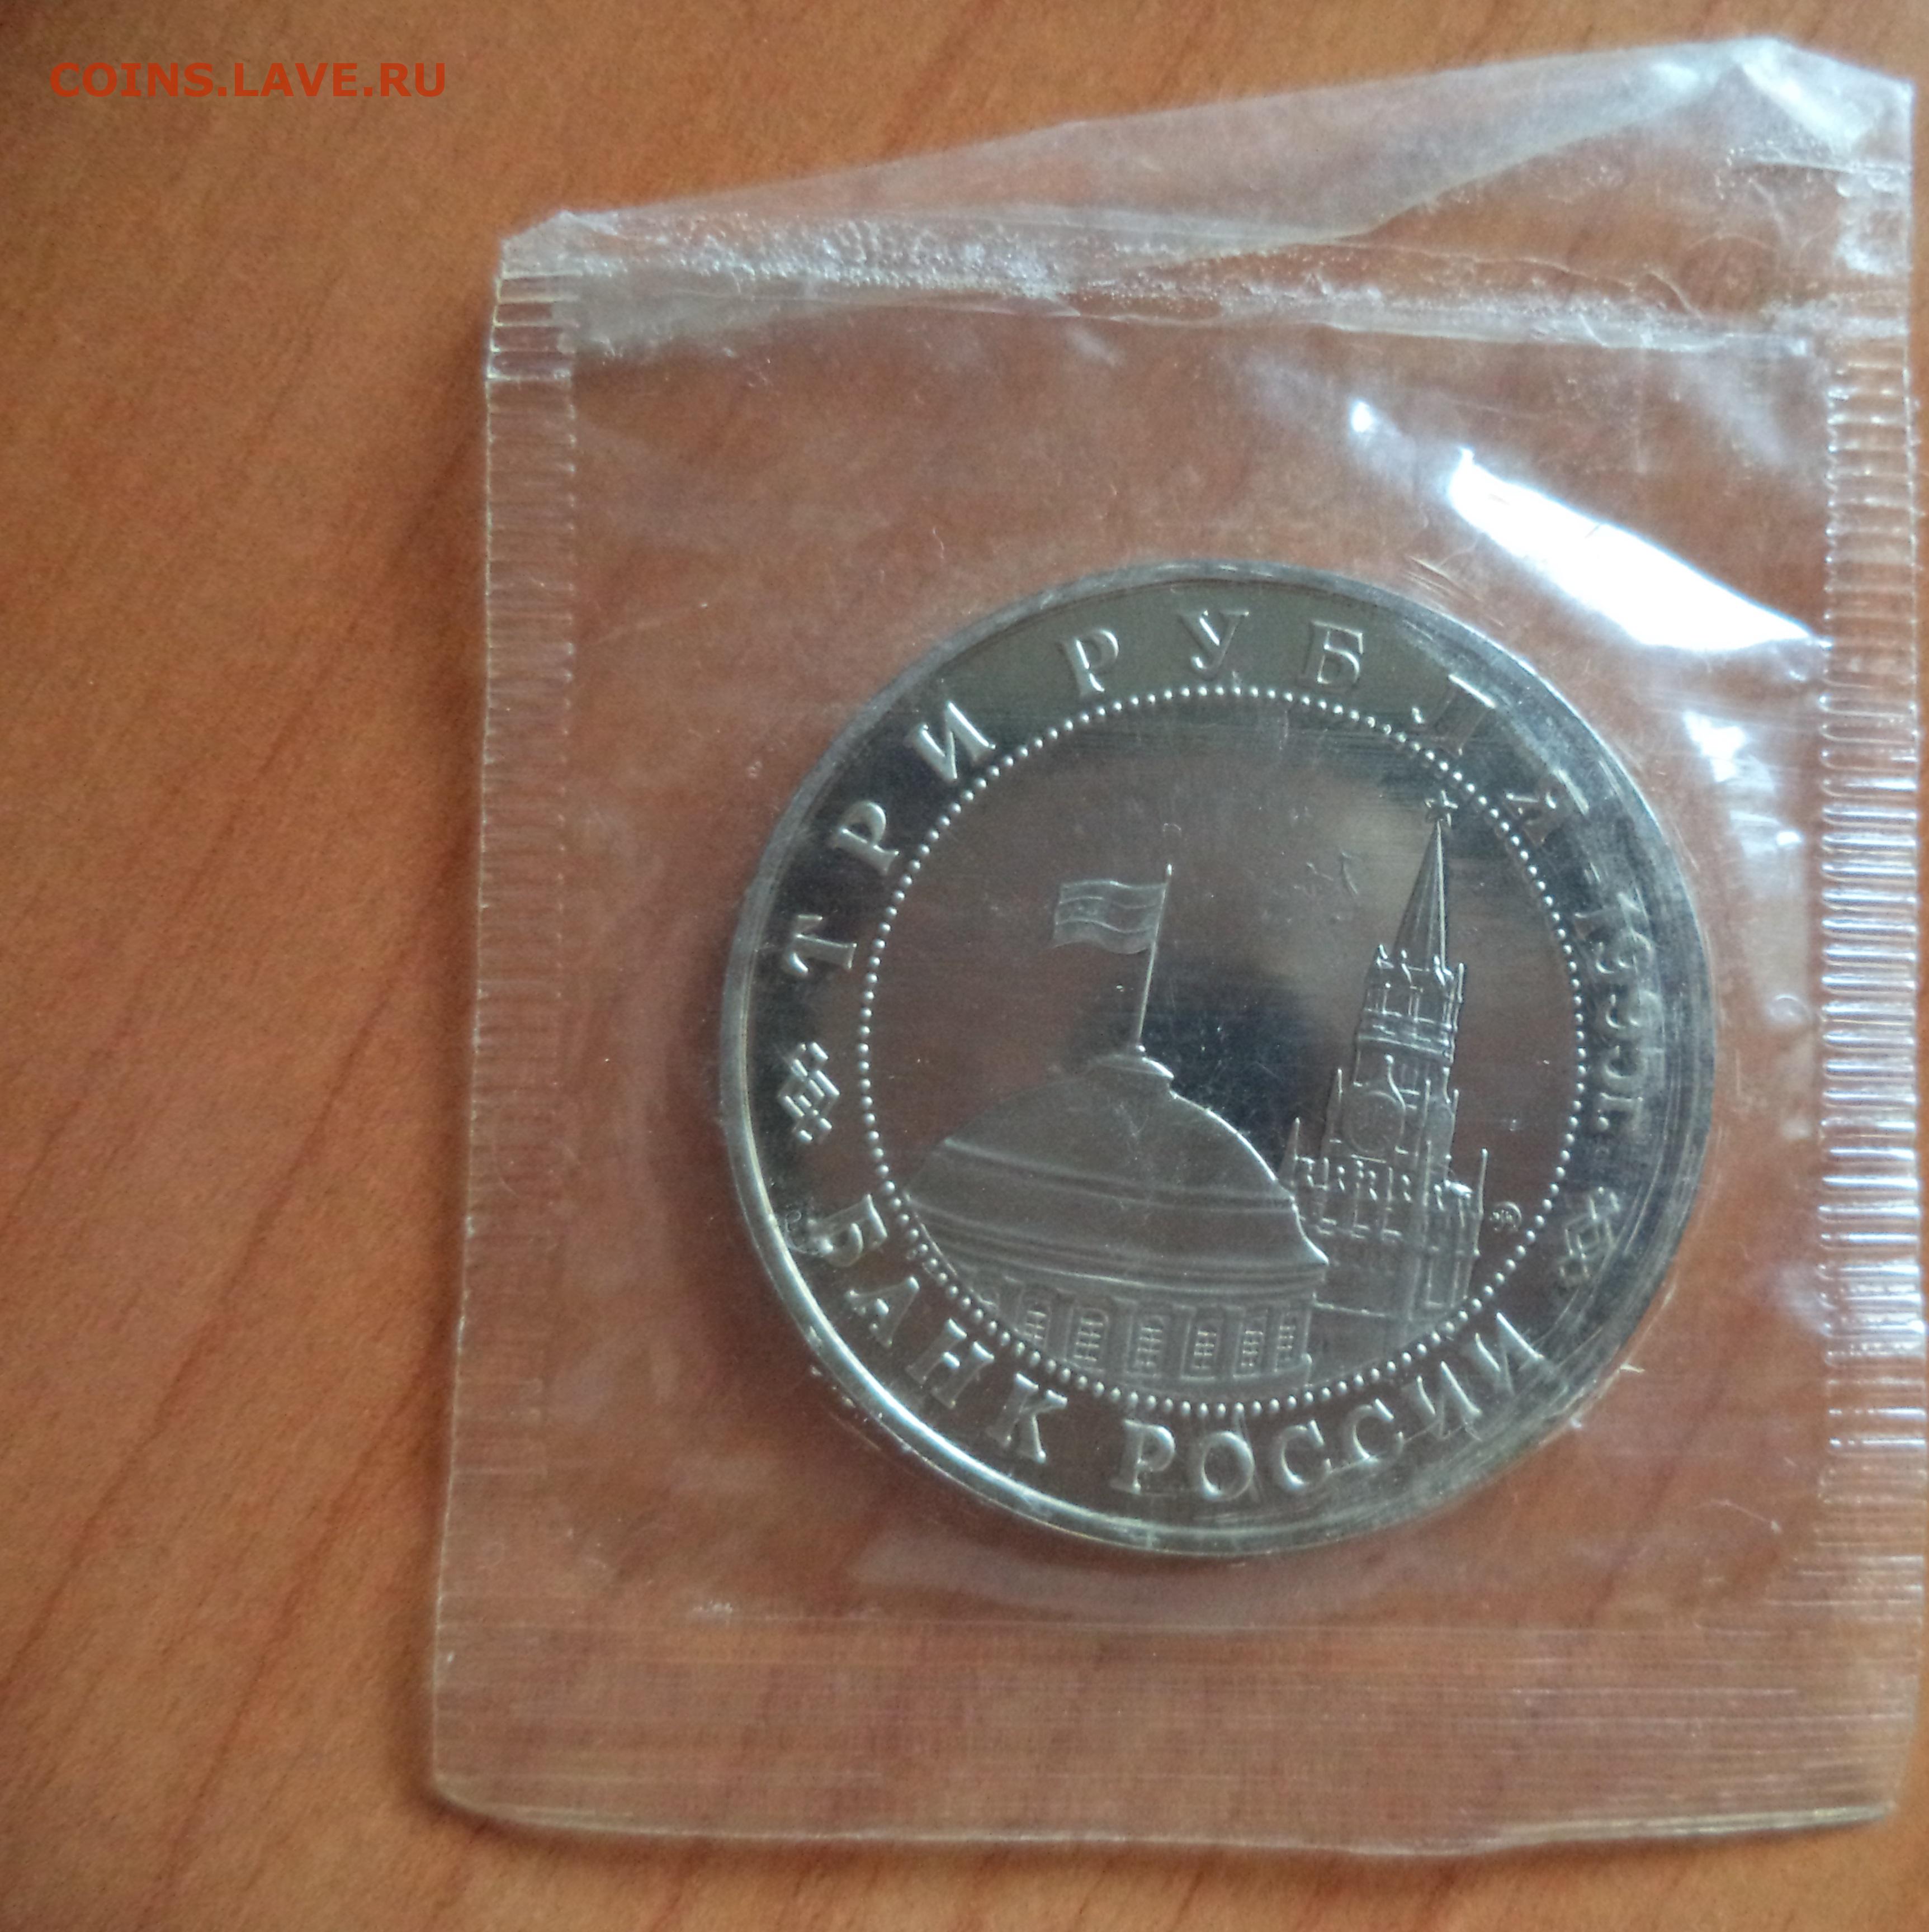 COINS.LAVE.RU
ТРИ РУБЛЯ · 1995 Г.
БАНК РОССИИ